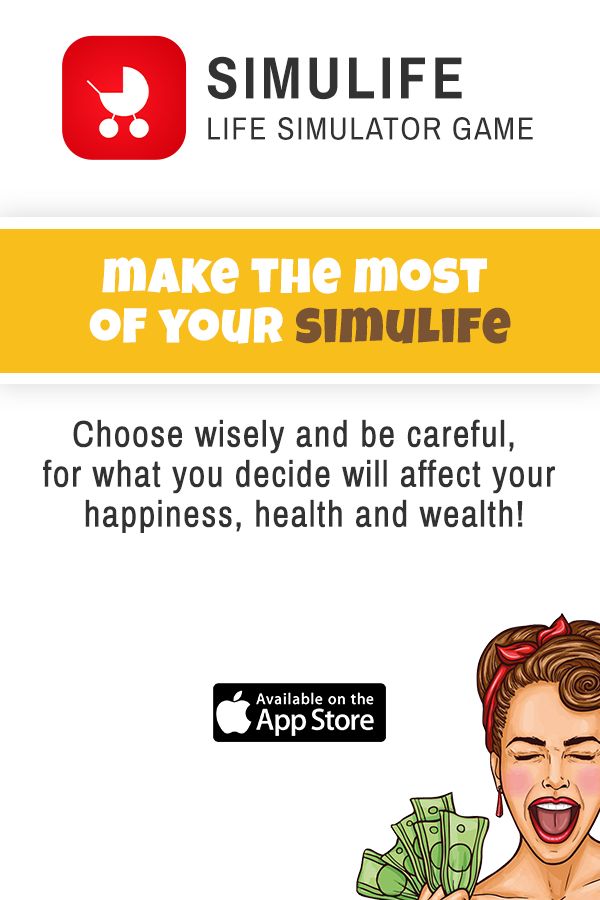 SIMULIFE
LIFE SIMULATOR GAME
MAKE THE MOST
OF YOUR SIMULIFE
Choose wisely and be careful,
for what you decide will affect your
happiness, health and wealth!
Available on the
App Store